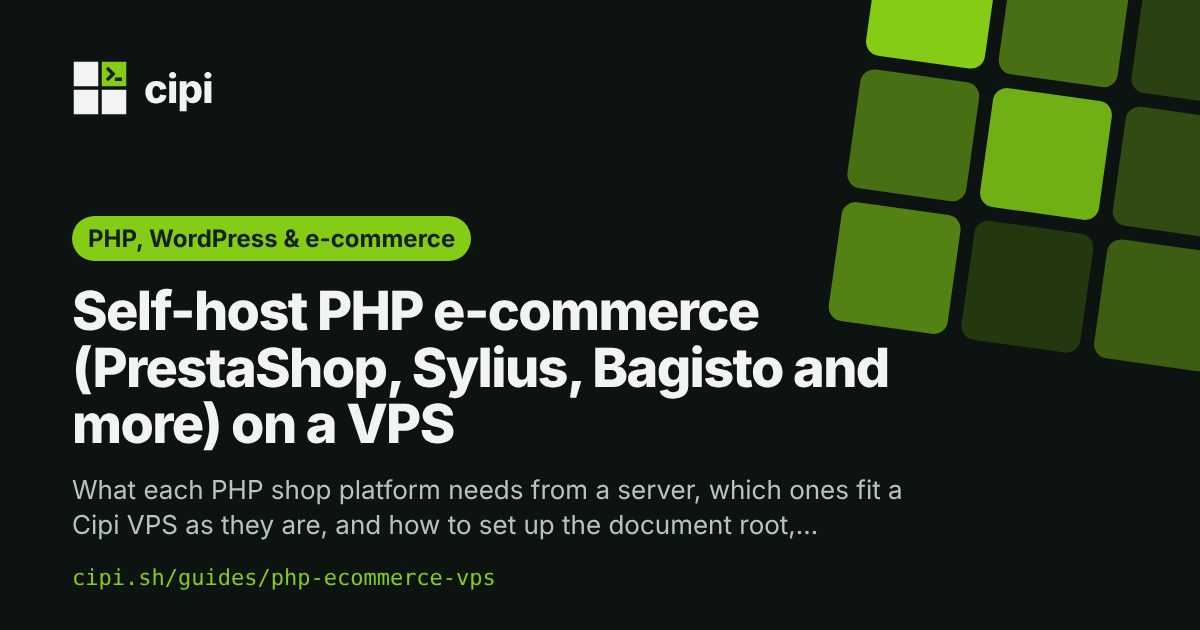 cipi
PHP, WordPress & e-commerce
Self-host PHP e-commerce
(PrestaShop, Sylius, Bagisto and
more) on a VPS
What each PHP shop platform needs from a server, which ones fit a
Cipi VPS as they are, and how to set up the document root,...
cipi.sh/guides/php-ecommerce-vps